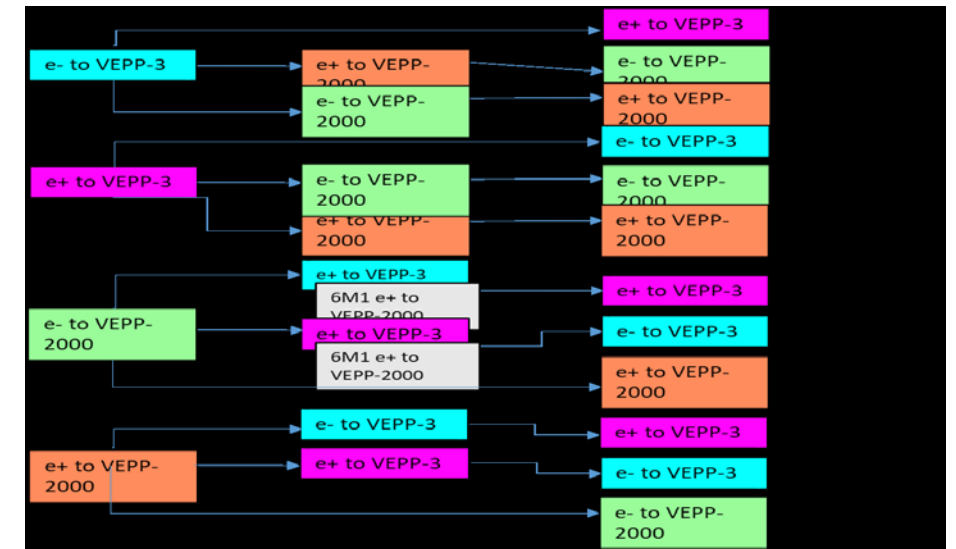 e+ to VEPP-3
e- to VEPP-3
e+ to VEPP-
2000
e- to VEPP-
2000
e- to VEPP-
2000
e+ to VEPP-
2000
e- to VEPP-3
e+ to VEPP-3
e- to VEPP-
2000
e- to VEPP-
2000
e+ to VEPP-
2000
e+ to VEPP-
2000
e+ to VEPP-3
6M1 e+ to
VEPP-2000
e+ to VEPP-3
e- to VEPP-
2000
e+ to VEPP-3
e- to VEPP-3
6M1 e+ to
VEPP-2000
e+ to VEPP-
2000
e- to VEPP-3
e+ to VEPP-3
e+ to VEPP-
2000
e+ to VEPP-3
e- to VEPP-3
e- to VEPP-
2000